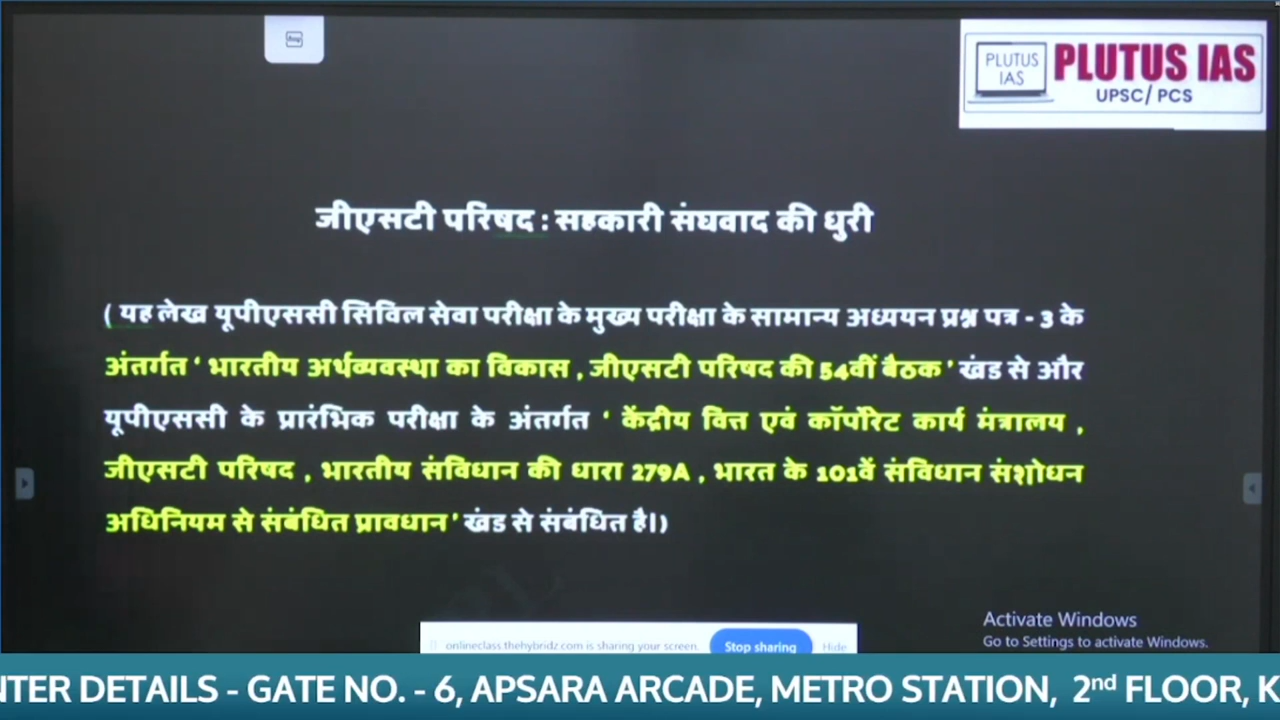 PLUTUS IAS
PLUTUS IAS
UPSC/ PCS
जीएसटी परिषद : सहकारी संघवाद की धुरी
( यह लेख यूपीएससी सिविल सेवा परीक्षा के मुख्य परीक्षा के सामान्य अध्ययन प्रश्न पत्र - 3 के
अंतर्गत ‘ भारतीय अर्थव्यवस्था का विकास , जीएसटी परिषद की 54वीं बैठक ’ खंड से और
यूपीएससी के प्रारंभिक परीक्षा के अंतर्गत ‘ केंद्रीय वित्त एवं कॉर्पोरेट कार्य मंत्रालय ,
जीएसटी परिषद , भारतीय संविधान की धारा 279A , भारत के 101वें संविधान संशोधन
अधिनियम से संबंधित प्रावधान ’ खंड से संबंधित है।)
Activate Windows
Go to Settings to activate Windows.
onlineclass.thehybridz.com is sharing your screen. Stop sharing Hide
NTER DETAILS - GATE NO. - 6, APSARA ARCADE, METRO STATION, 2nd FLOOR, K